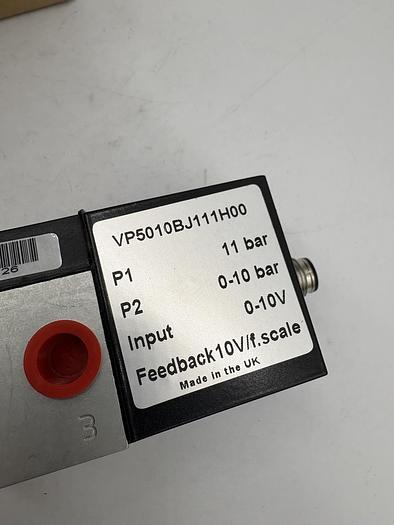 VP5010BJ111H00
P1 11 bar
P2 0-10 bar
Input 0-10V
Feedback10V/f.scale
Made in the UK
26
3